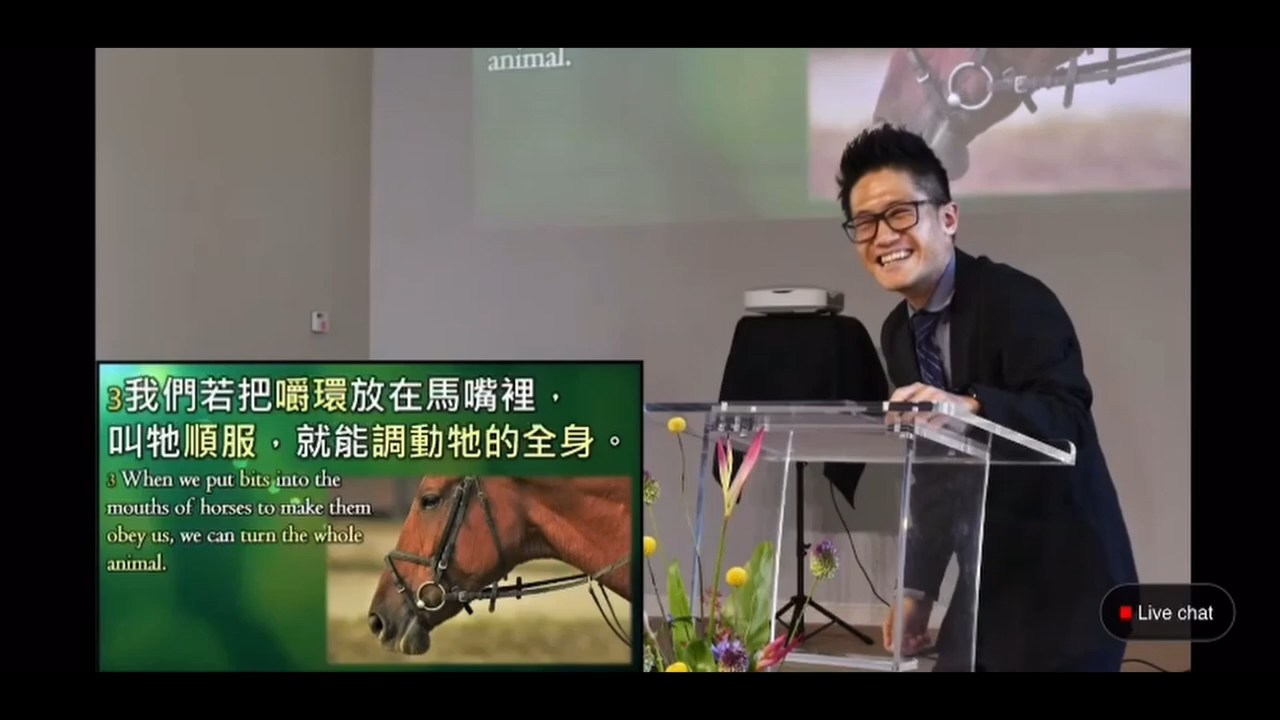 animal.
3我們若把嚼環放在馬嘴裡，
叫牠順服，就能調動牠的全身。
3 When we put bits into the
mouths of horses to make them
obey us, we can turn the whole
animal.
Live chat